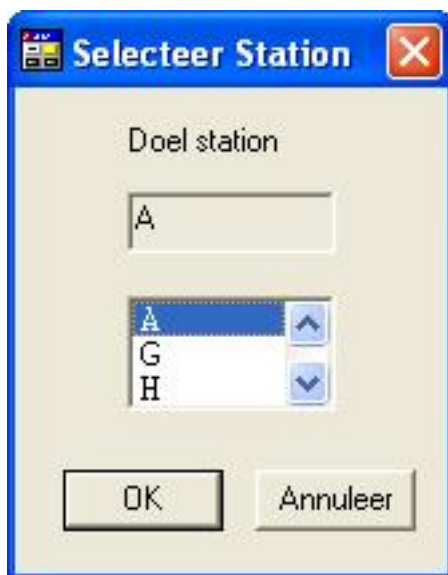 Selecteer Station
Doel station
A
A
G
H
OK
Annuleer